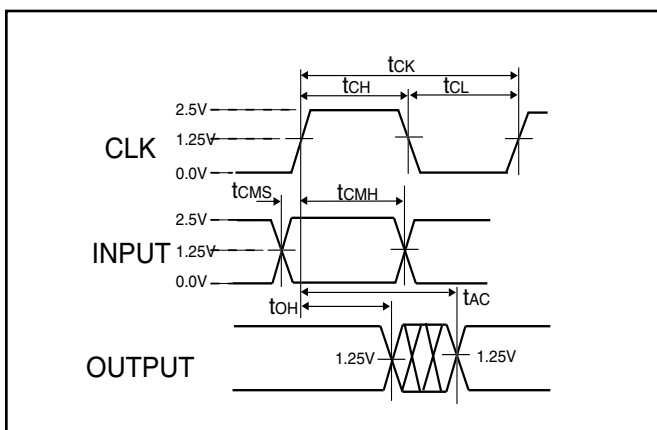 tCK
tCH tCL
2.5V
CLK 1.25V
0.0V
tCMS tCMH
2.5V
INPUT 1.25V
0.0V
tAC
tOH
1.25V 1.25V
OUTPUT